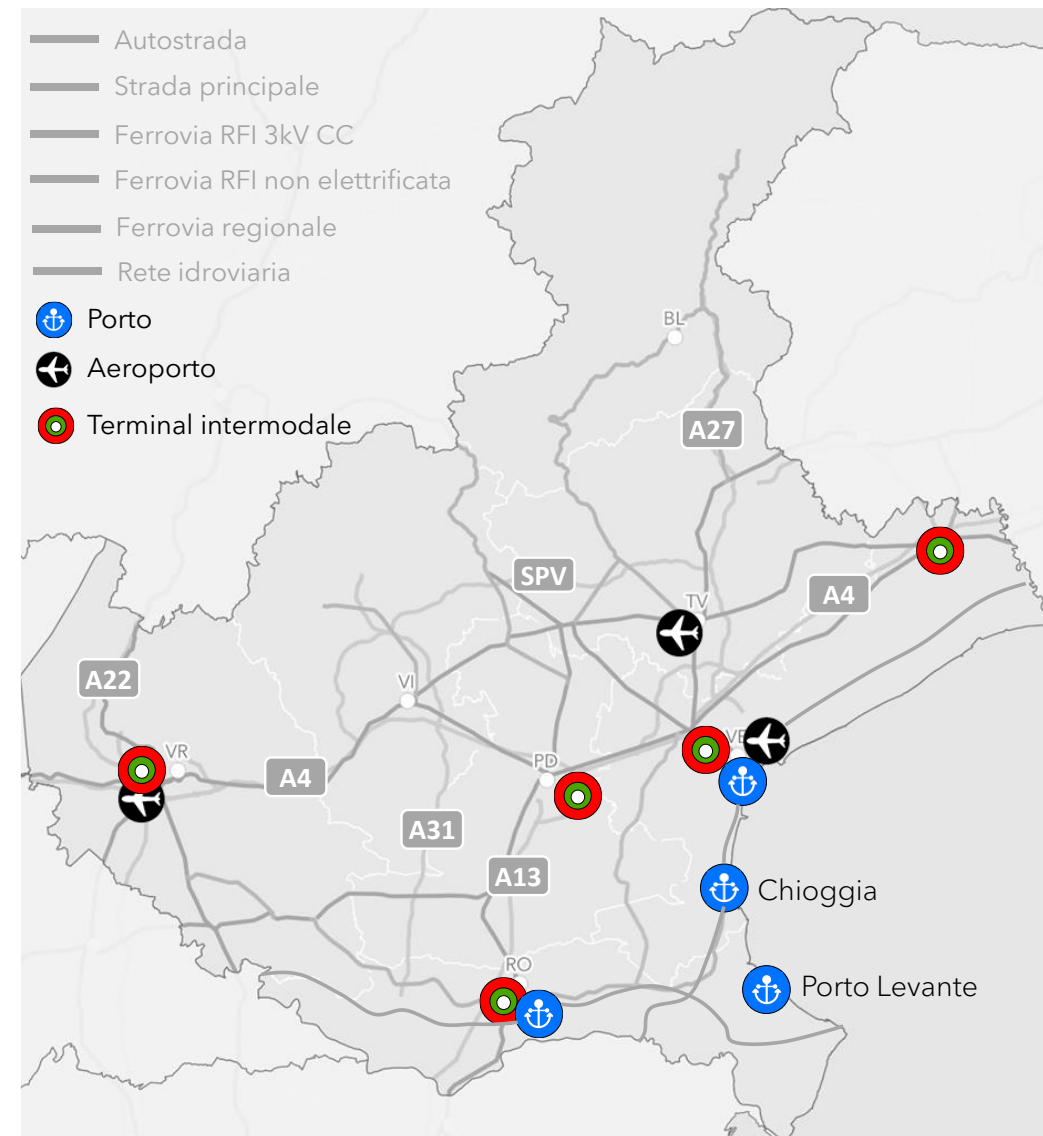 Autostrada
Strada principale
Ferrovia RFI 3kV CC
Ferrovia RFI non elettrificata
Ferrovia regionale
Rete idroviaria
Porto
Aeroporto
Terminal intermodale
BL
A27
SPV
TV
A4
A22
VI
VR
VE
PD
A4
A31
A13
Chioggia
RO
Porto Levante